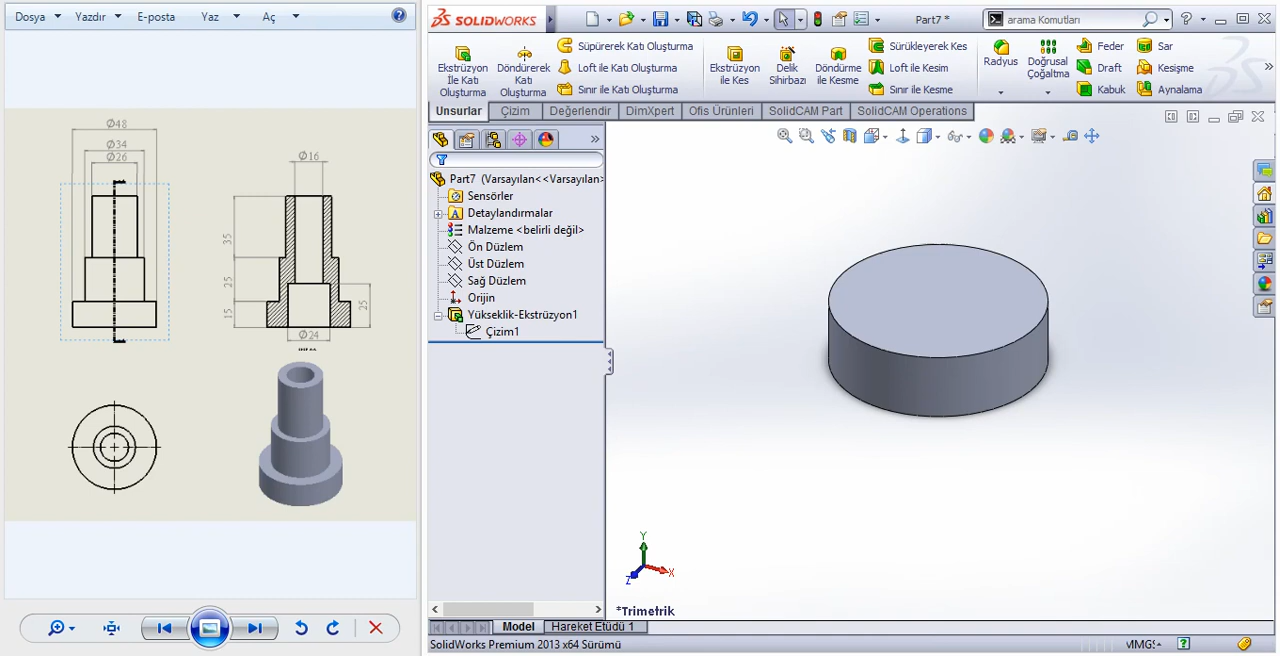 Dosya Yazdır E-posta Yaz Aç
Ø48
Ø34
Ø26
Ø16
35
25
15
25
Ø24
SOLIDWORKS
Part7 *
arama Komutları
Ekstrüzyon İle Katı Oluşturma
Döndürerek Katı Oluşturma
Süpürerek Katı Oluşturma
Loft ile Katı Oluşturma
Sınır ile Katı Oluşturma
Ekstrüzyon ile Kes
Delik Sihirbazı
Döndürme ile Kesme
Sürükleyerek Kes
Loft ile Kesim
Sınır ile Kesme
Radyus
Doğrusal Çoğaltma
Feder
Draft
Kabuk
Sar
Kesişme
Aynalama
Unsurlar Çizim Değerlendir DimXpert Ofis Ürünleri SolidCAM Part SolidCAM Operations
Part7 (Varsayılan<<Varsayılan>
Sensörler
Detaylandırmalar
Malzeme <belirli değil>
Ön Düzlem
Üst Düzlem
Sağ Düzlem
Orijin
Yükseklik-Ekstrüzyon1
Çizim1
Y
X
Z
*Trimetrik
Model Hareket Etüdü 1
SolidWorks Premium 2013 x64 Sürümü